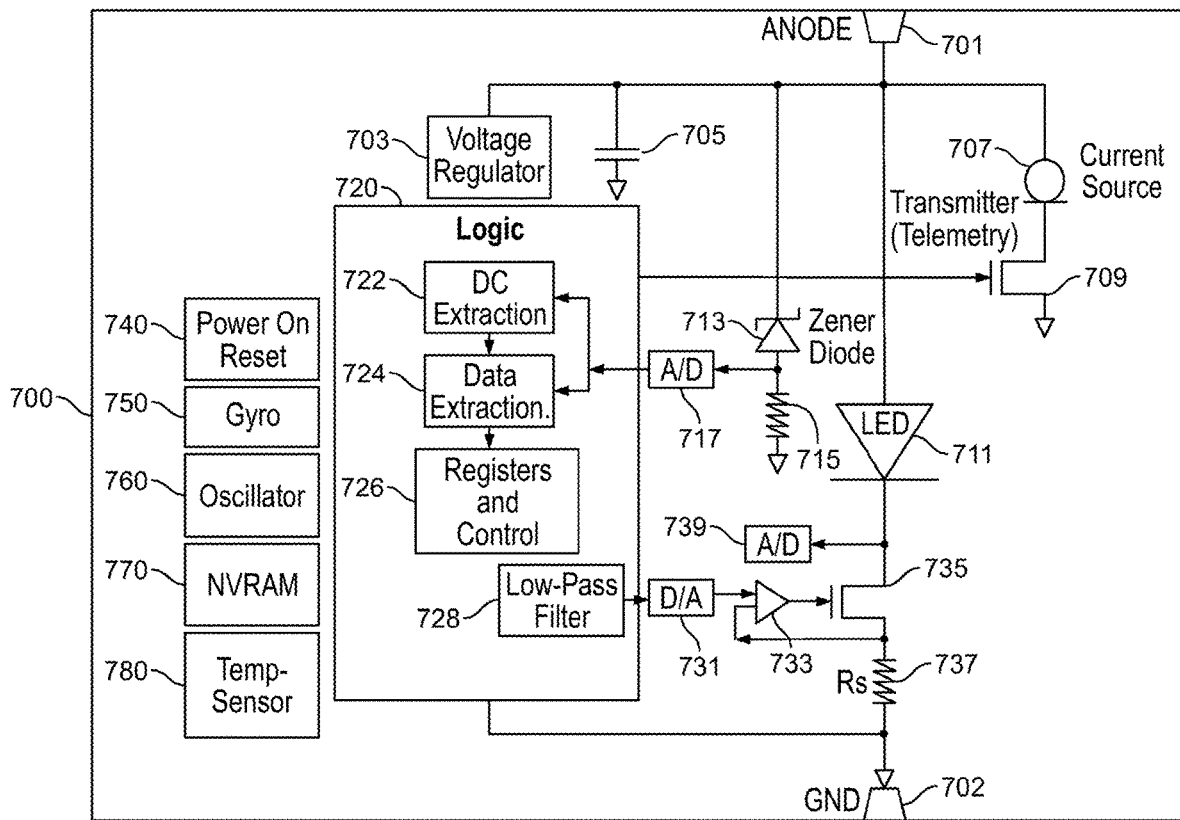 ANODE
701
703
Voltage
Regulator
705
707
Current
Source
720
Logic
Transmitter
(Telemetry)
709
722
DC
Extraction
713
Zener
Diode
740
Power On
Reset
724
Data
Extraction.
A/D
717
715
LED
711
700
750
Gyro
726
Registers
and
Control
760
Oscillator
739
A/D
735
770
NVRAM
728
Low-Pass
Filter
D/A
731
733
780
Temp-
Sensor
Rs
737
GND
702